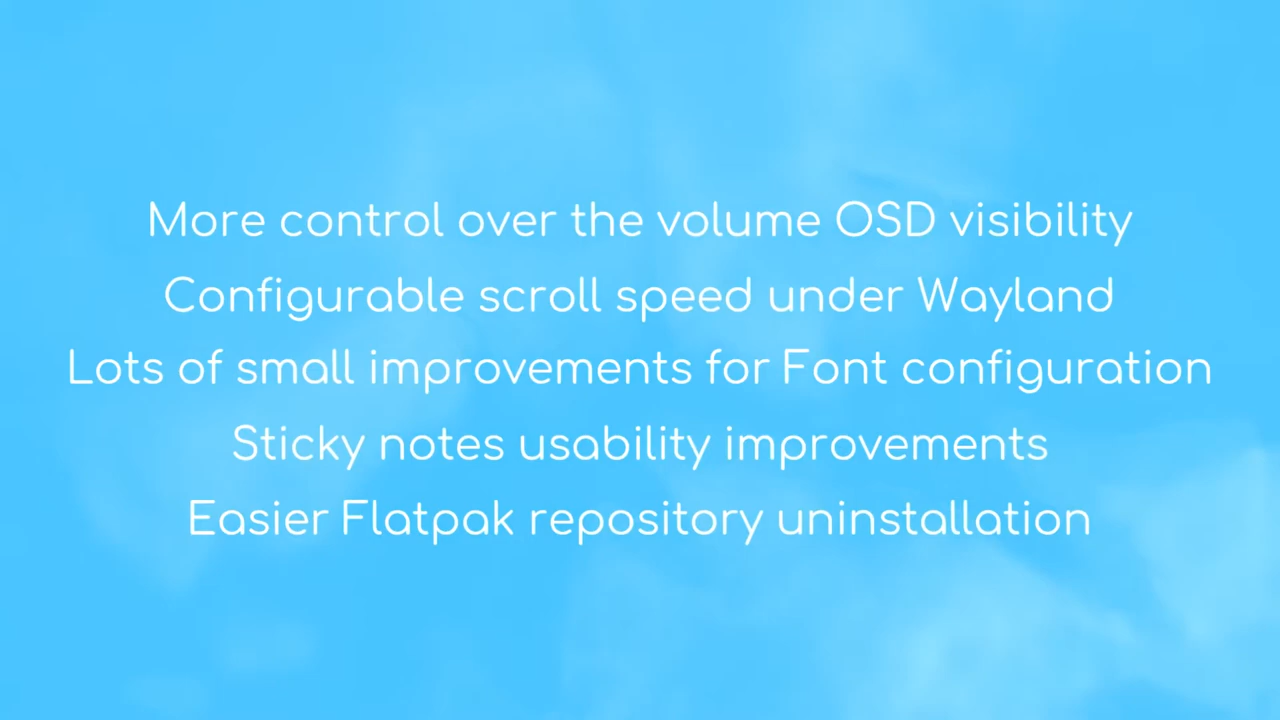 More control over the volume OSD visibility
Configurable scroll speed under Wayland
Lots of small improvements for Font configuration
Sticky notes usability improvements
Easier Flatpak repository uninstallation